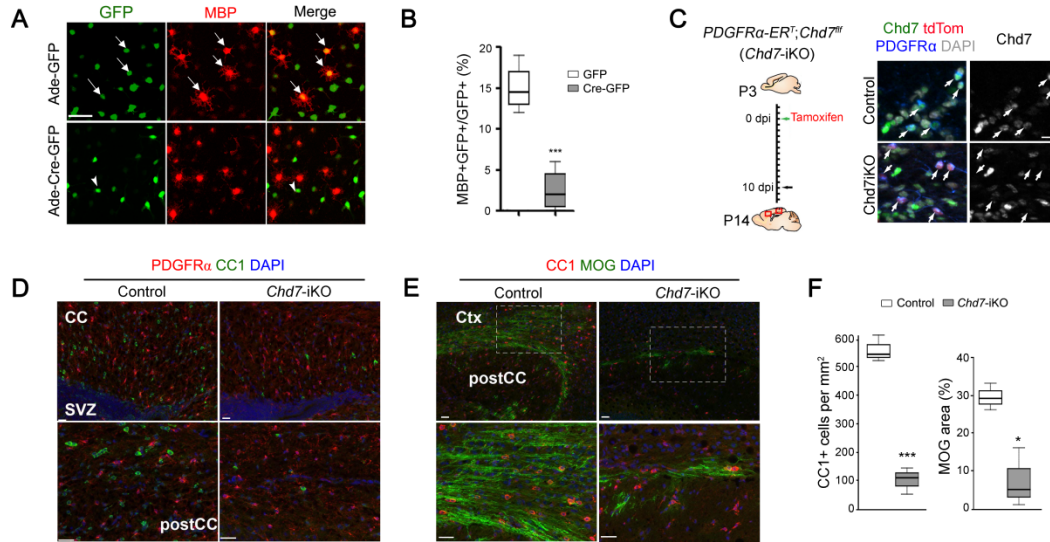 A
GFP
MBP
Merge
Ade-GFP
Ade-Cre-GFP
B
MBP+GFP+/GFP+ (%)
20
15
10
5
0
GFP
Cre-GFP
***
C
PDGFRα-ERᵀ;Chd7ᶠ/ᶠ
(Chd7-iKO)
P3
0 dpi
Tamoxifen
10 dpi
P14
Chd7 tdTom
PDGFRα DAPI
Chd7
Control
Chd7iKO
D
PDGFRα CC1 DAPI
Control
Chd7-iKO
CC
SVZ
postCC
E
CC1 MOG DAPI
Control
Chd7-iKO
Ctx
postCC
F
Control
Chd7-iKO
CC1+ cells per mm²
600
500
400
300
200
100
0
***
MOG area (%)
40
30
20
10
0
*